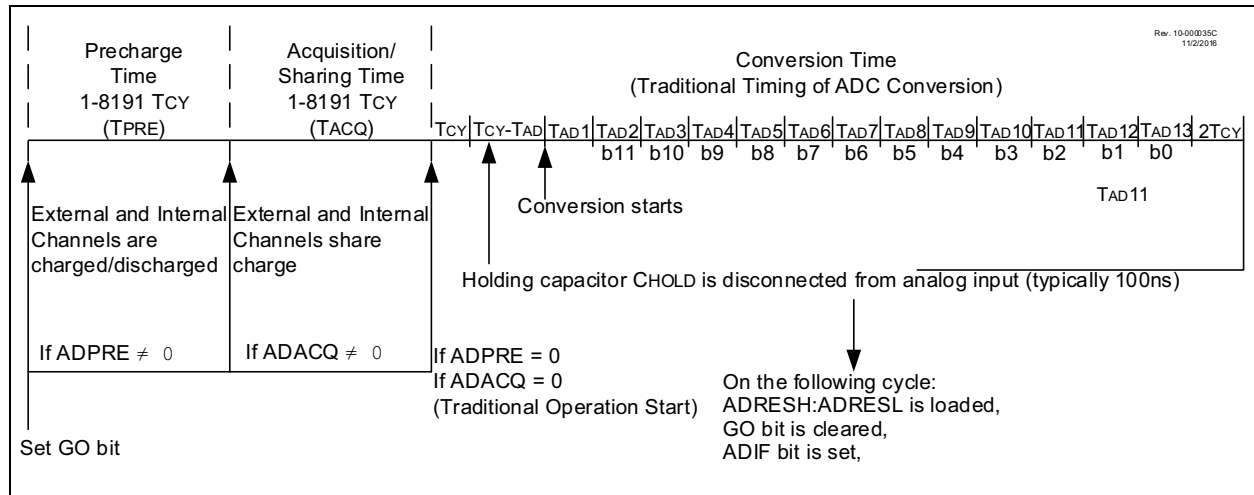 Rev. 10-000035C
11/2/2016
Precharge
Time
1-8191 TCY
(TPRE)
Acquisition/
Sharing Time
1-8191 TCY
(TACQ)
Conversion Time
(Traditional Timing of ADC Conversion)
TCY TCY-TAD TAD1 TAD2 TAD3 TAD4 TAD5 TAD6 TAD7 TAD8 TAD9 TAD10 TAD11 TAD12 TAD13 2TCY
b11 b10 b9 b8 b7 b6 b5 b4 b3 b2 b1 b0
TAD11
External and Internal
Channels are
charged/discharged
External and Internal
Channels share
charge
Conversion starts
Holding capacitor CHOLD is disconnected from analog input (typically 100ns)
If ADPRE ≠ 0
If ADACQ ≠ 0
If ADPRE = 0
If ADACQ = 0
(Traditional Operation Start)
On the following cycle:
ADRESH:ADRESL is loaded,
GO bit is cleared,
ADIF bit is set,
Set GO bit